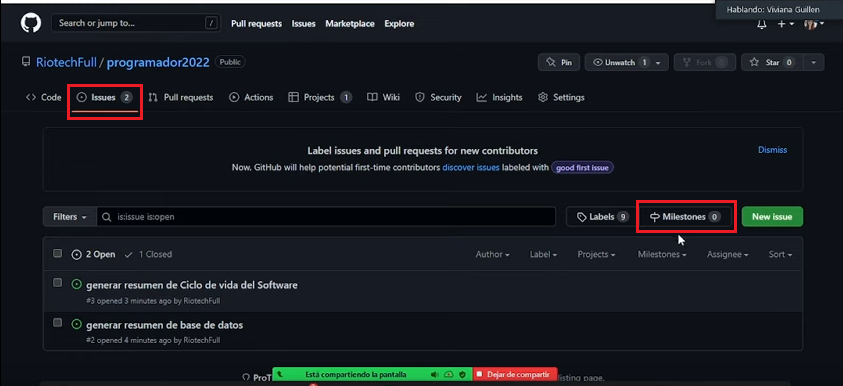 Hablando: Viviana Guillen
Search or jump to... / Pull requests Issues Marketplace Explore
RiotechFull / programador2022 Public
Pin Unwatch 1 Fork 0 Star 0
Code Issues 2 Pull requests Actions Projects 1 Wiki Security Insights Settings
Label issues and pull requests for new contributors Dismiss
Now, GitHub will help potential first-time contributors discover issues labeled with good first issue
Filters is:issue is:open Labels 9 Milestones 0 New issue
2 Open 1 Closed Author Label Projects Milestones Assignee Sort
generar resumen de Ciclo de vida del Software
#3 opened 3 minutes ago by RiotechFull
generar resumen de base de datos
#2 opened 4 minutes ago by RiotechFull
Está compartiendo la pantalla Dejar de compartir
listing page.